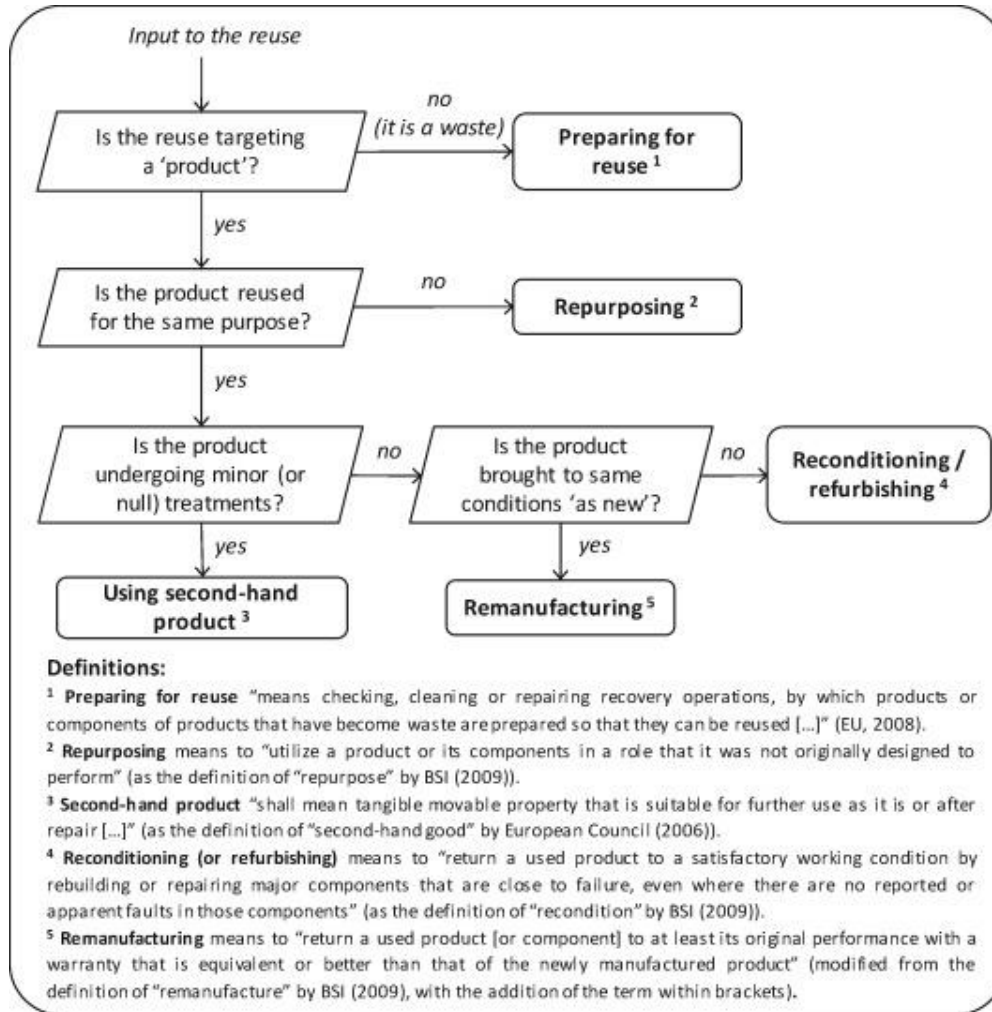 Input to the reuse
Is the reuse targeting
a ‘product’?
no
(it is a waste)
Preparing for
reuse 1
yes
Is the product reused
for the same purpose?
no
Repurposing 2
yes
Is the product
undergoing minor (or
null) treatments?
no
Is the product
brought to same
conditions ‘as new’?
no
Reconditioning /
refurbishing 4
yes
yes
Using second-hand
product 3
Remanufacturing 5
Definitions:
1 Preparing for reuse “means checking, cleaning or repairing recovery operations, by which products or
components of products that have become waste are prepared so that they can be reused […]” (EU, 2008).
2 Repurposing means to “utilize a product or its components in a role that it was not originally designed to
perform” (as the definition of “repurpose” by BSI (2009)).
3 Second-hand product “shall mean tangible movable property that is suitable for further use as it is or after
repair […]” (as the definition of “second-hand good” by European Council (2006)).
4 Reconditioning (or refurbishing) means to “return a used product to a satisfactory working condition by
rebuilding or repairing major components that are close to failure, even where there are no reported or
apparent faults in those components” (as the definition of “recondition” by BSI (2009)).
5 Remanufacturing means to “return a used product [or component] to at least its original performance with a
warranty that is equivalent or better than that of the newly manufactured product” (modified from the
definition of “remanufacture” by BSI (2009), with the addition of the term within brackets).